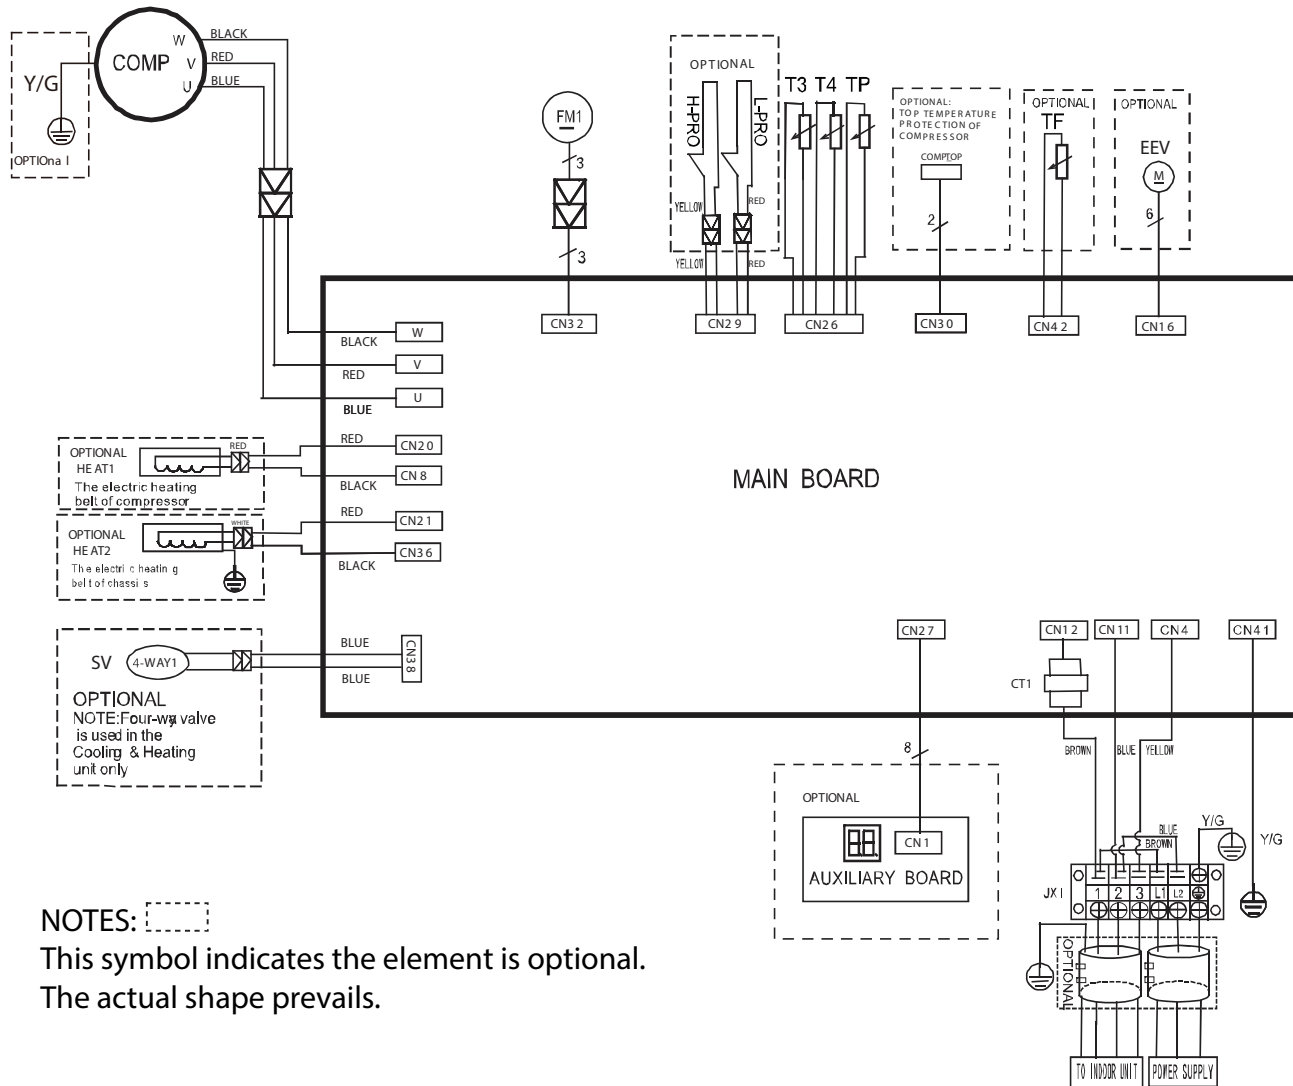 W
BLACK
COMP
V
RED
U
BLUE
Y/G
OPTIOna l
FM1
3
3
OPTIONAL
H-PRO
L-PRO
YELLOW
RED
YELLOW
RED
T3 T4 TP
OPTIONAL:
TOP TEMPERATURE
PROTECTION OF
COMPRESSOR
COMPTOP
2
OPTIONAL
TF
OPTIONAL
EEV
M
6
CN32
CN29
CN26
CN30
CN42
CN16
BLACK
W
RED
V
BLUE
U
OPTIONAL
HEAT1
RED
The electric heating
belt of compressor
RED
CN20
BLACK
CN8
OPTIONAL
HEAT2
WHITE
The electric heating
belt of chassis
RED
CN21
BLACK
CN36
MAIN BOARD
SV
4-WAY1
OPTIONAL
NOTE:Four-way valve
is used in the
Cooling & Heating
unit only
BLUE
BLUE
CN38
CN27
CN12
CN11
CN4
CN41
CT1
8
BROWN
BLUE
YELLOW
OPTIONAL
CN1
AUXILIARY BOARD
BLUE
BROWN
Y/G
Y/G
JX1
1 2 3 L1 L2
OPTIONAL
TO INDOOR UNIT
POWER SUPPLY
NOTES:
This symbol indicates the element is optional.
The actual shape prevails.